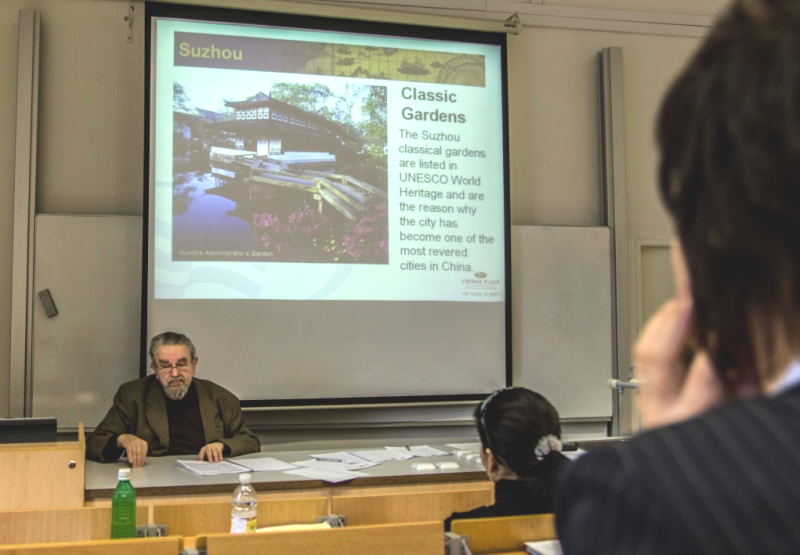 Suzhou
Classic
Gardens
The Suzhou
classical gardens
are listed in
UNESCO World
Heritage and are
the reason why
the city has
become one of the
most revered
cities in China.
Humble Administrator's Garden
CROWNE PLAZA